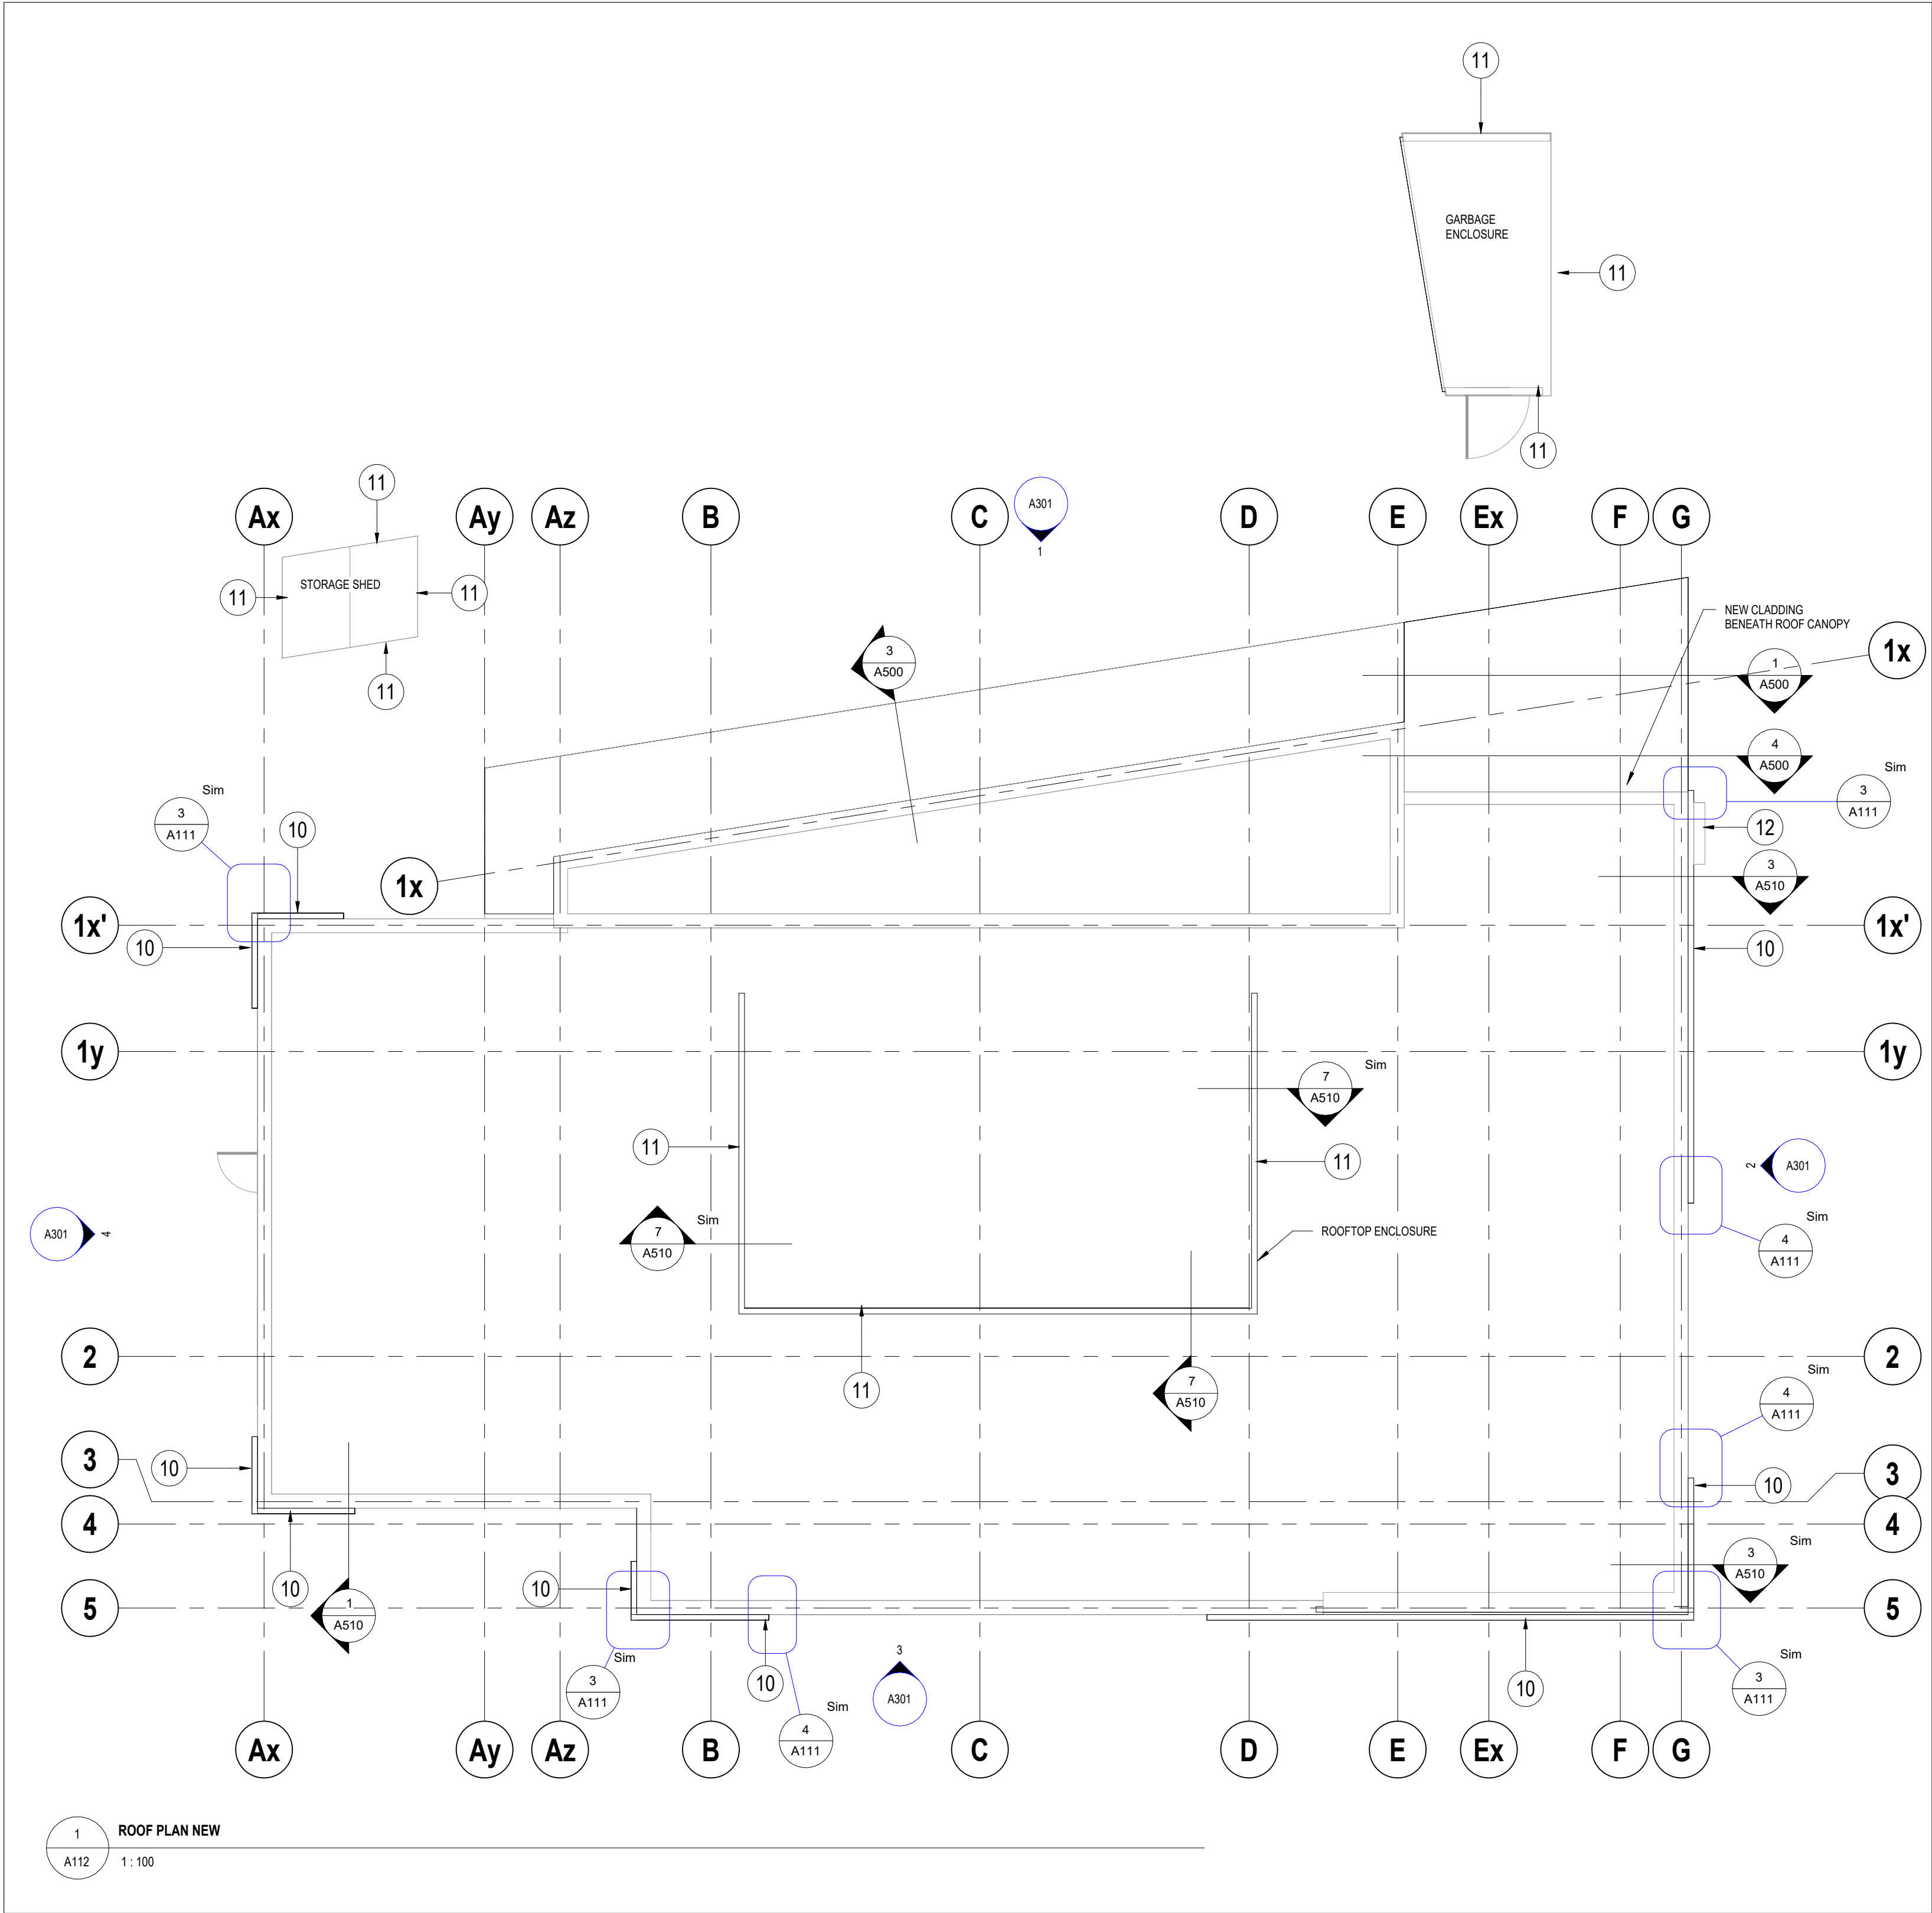 11
GARBAGE
ENCLOSURE
11
11
11
Ax
Ay
Az
B
C
A301
1
D
E
Ex
F
G
STORAGE SHED
11
11
11
NEW CLADDING
BENEATH ROOF CANOPY
1x
3
A500
1
A500
4
A500
Sim
3
A111
Sim
3
A111
10
12
1x
3
A510
1x'
1x'
10
10
1y
1y
7
A510
Sim
11
11
2
A301
Sim
7
A510
ROOFTOP ENCLOSURE
Sim
4
A111
A301
4
2
2
11
7
A510
Sim
4
A111
3
10
3
10
4
4
10
10
3
A510
Sim
5
1
A510
5
Sim
3
A111
10
Sim
4
A111
3
A301
10
Sim
3
A111
Ax
Ay
Az
B
C
D
E
Ex
F
G
1
A112
ROOF PLAN NEW
1 : 100